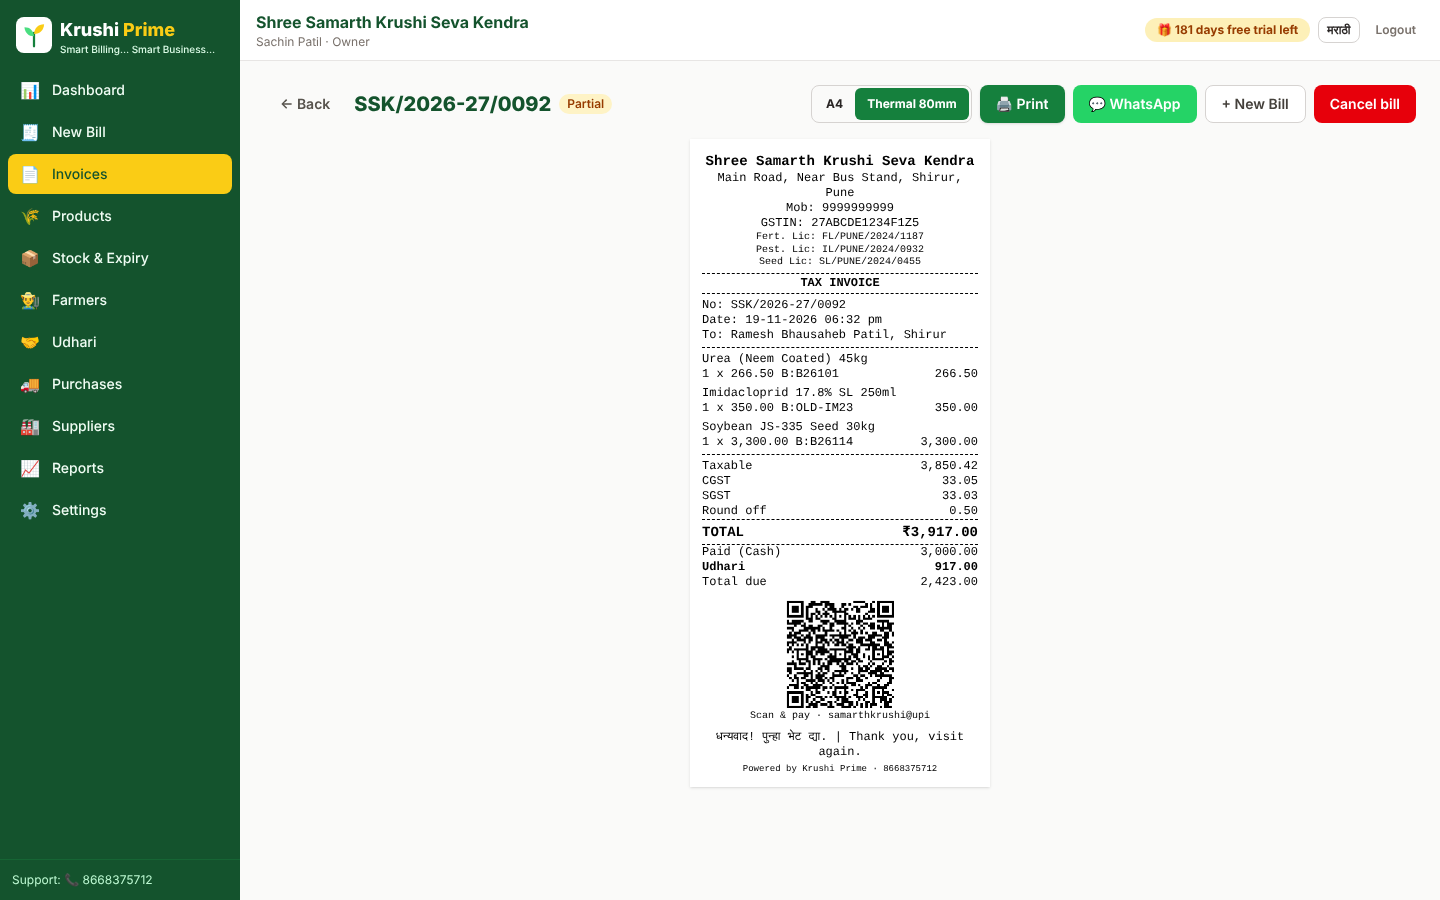 Krushi Prime
Smart Billing... Smart Business...
Dashboard
New Bill
Invoices
Products
Stock & Expiry
Farmers
Udhari
Purchases
Suppliers
Reports
Settings
Support: 📞 8668375712
Shree Samarth Krushi Seva Kendra
Sachin Patil · Owner
🎁 181 days free trial left
मराठी
Logout
← Back
SSK/2026-27/0092
Partial
A4
Thermal 80mm
🖨️ Print
💬 WhatsApp
+ New Bill
Cancel bill
Shree Samarth Krushi Seva Kendra
Main Road, Near Bus Stand, Shirur,
Pune
Mob: 9999999999
GSTIN: 27ABCDE1234F1Z5
Fert. Lic: FL/PUNE/2024/1187
Pest. Lic: IL/PUNE/2024/0932
Seed Lic: SL/PUNE/2024/0455
TAX INVOICE
No: SSK/2026-27/0092
Date: 19-11-2026 06:32 pm
To: Ramesh Bhausaheb Patil, Shirur
Urea (Neem Coated) 45kg
1 x 266.50 B:B26101 266.50
Imidacloprid 17.8% SL 250ml
1 x 350.00 B:OLD-IM23 350.00
Soybean JS-335 Seed 30kg
1 x 3,300.00 B:B26114 3,300.00
Taxable 3,850.42
CGST 33.05
SGST 33.03
Round off 0.50
TOTAL ₹3,917.00
Paid (Cash) 3,000.00
Udhari 917.00
Total due 2,423.00
Scan & pay · samarthkrushi@upi
धन्यवाद! पुन्हा भेट द्या. | Thank you, visit
again.
Powered by Krushi Prime · 8668375712